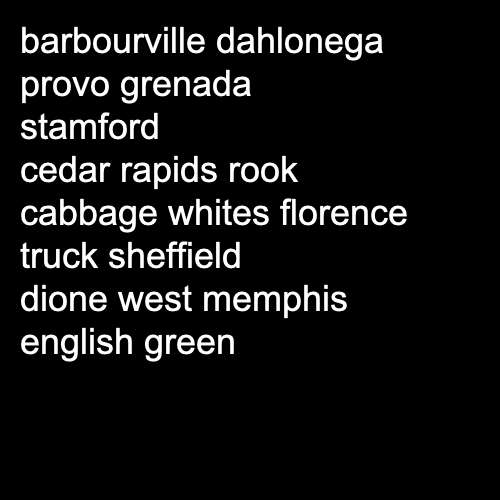 barbourville dahlonega
provo grenada
stamford
cedar rapids rook
cabbage whites florence
truck sheffield
dione west memphis
english green